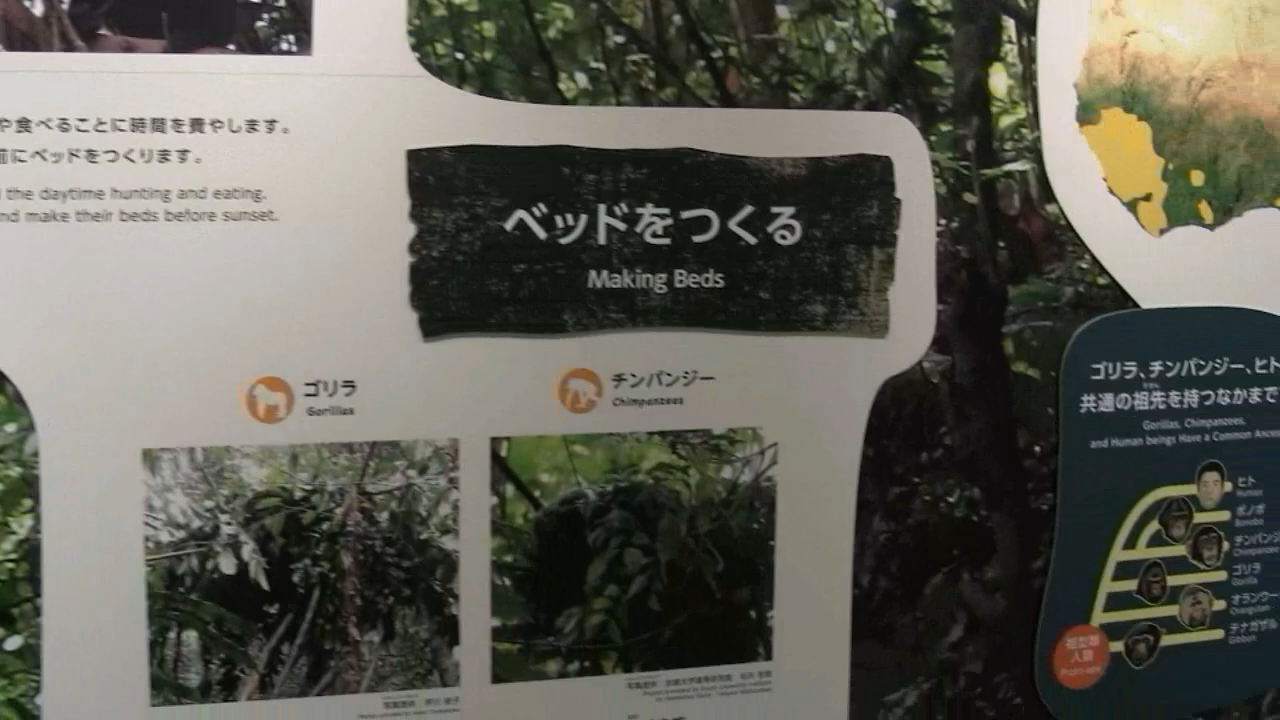 や食べることに時間を費やします。
前にベッドをつくります。
the daytime hunting and eating.
nd make their beds before sunset.
ベッドをつくる
Making Beds
ゴリラ
Gorillas
チンパンジー
Chimpanzees
ゴリラ、チンパンジー、ヒト
共通の祖先を持つなかまで
Gorillas, Chimpanzees,
and Human beings Have a Common Ances
ヒト
Human
ボノボ
Bonobo
チンパンジ
Chimpanzee
ゴリラ
Gorilla
オランウー
Orangutan
テナガザル
Gibbon